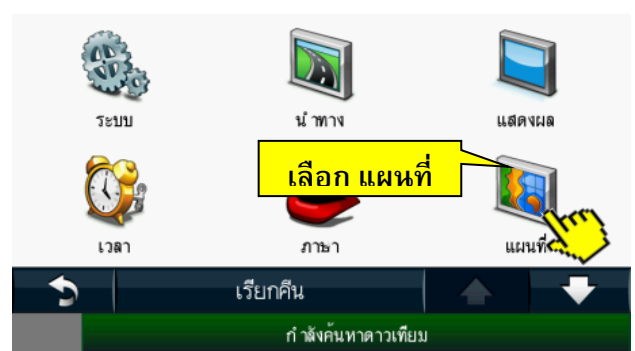 ระบบ
นำทาง
แสดงผล
เลือก แผนที่
เวลา
ภาษา
แผนที่
เรียกคืน
กำลังค้นหาดาวเทียม